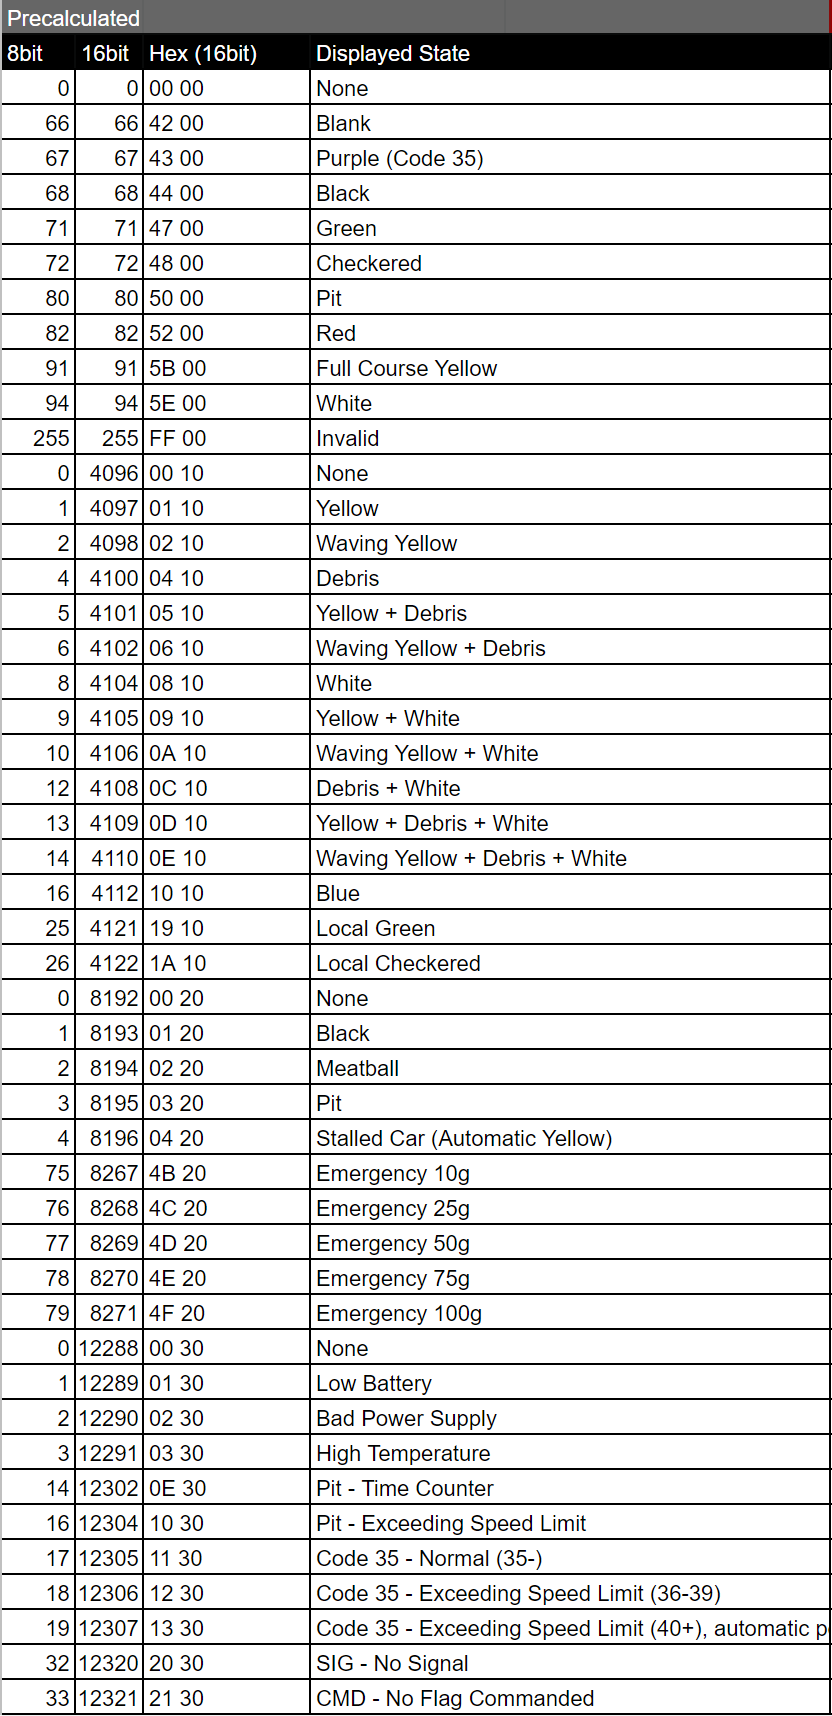 Precalculated
8bit 16bit Hex (16bit) Displayed State
0 0 00 00 None
66 66 42 00 Blank
67 67 43 00 Purple (Code 35)
68 68 44 00 Black
71 71 47 00 Green
72 72 48 00 Checkered
80 80 50 00 Pit
82 82 52 00 Red
91 91 5B 00 Full Course Yellow
94 94 5E 00 White
255 255 FF 00 Invalid
0 4096 00 10 None
1 4097 01 10 Yellow
2 4098 02 10 Waving Yellow
4 4100 04 10 Debris
5 4101 05 10 Yellow + Debris
6 4102 06 10 Waving Yellow + Debris
8 4104 08 10 White
9 4105 09 10 Yellow + White
10 4106 0A 10 Waving Yellow + White
12 4108 0C 10 Debris + White
13 4109 0D 10 Yellow + Debris + White
14 4110 0E 10 Waving Yellow + Debris + White
16 4112 10 10 Blue
25 4121 19 10 Local Green
26 4122 1A 10 Local Checkered
0 8192 00 20 None
1 8193 01 20 Black
2 8194 02 20 Meatball
3 8195 03 20 Pit
4 8196 04 20 Stalled Car (Automatic Yellow)
75 8267 4B 20 Emergency 10g
76 8268 4C 20 Emergency 25g
77 8269 4D 20 Emergency 50g
78 8270 4E 20 Emergency 75g
79 8271 4F 20 Emergency 100g
0 12288 00 30 None
1 12289 01 30 Low Battery
2 12290 02 30 Bad Power Supply
3 12291 03 30 High Temperature
14 12302 0E 30 Pit - Time Counter
16 12304 10 30 Pit - Exceeding Speed Limit
17 12305 11 30 Code 35 - Normal (35-)
18 12306 12 30 Code 35 - Exceeding Speed Limit (36-39)
19 12307 13 30 Code 35 - Exceeding Speed Limit (40+), automatic p
32 12320 20 30 SIG - No Signal
33 12321 21 30 CMD - No Flag Commanded